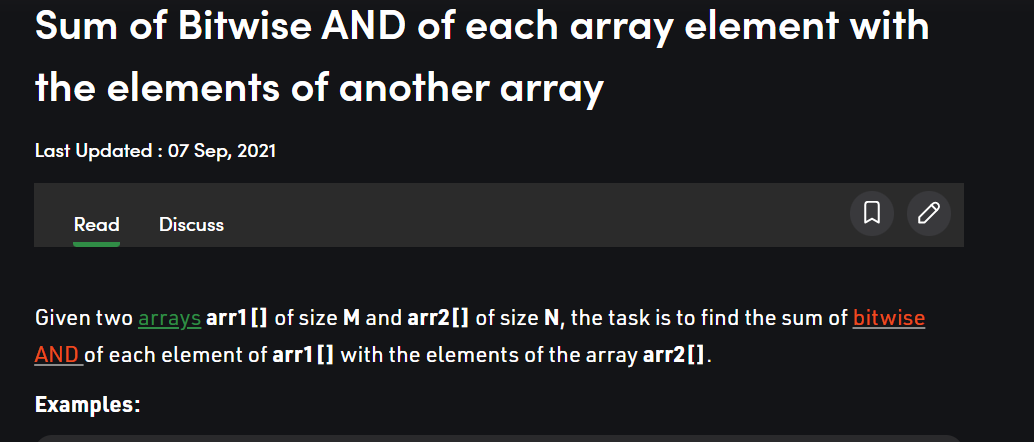 Sum of Bitwise AND of each array element with
the elements of another array
Last Updated : 07 Sep, 2021
Read Discuss
Given two arrays arr1[] of size M and arr2[] of size N, the task is to find the sum of bitwise
AND of each element of arr1[] with the elements of the array arr2[].
Examples: